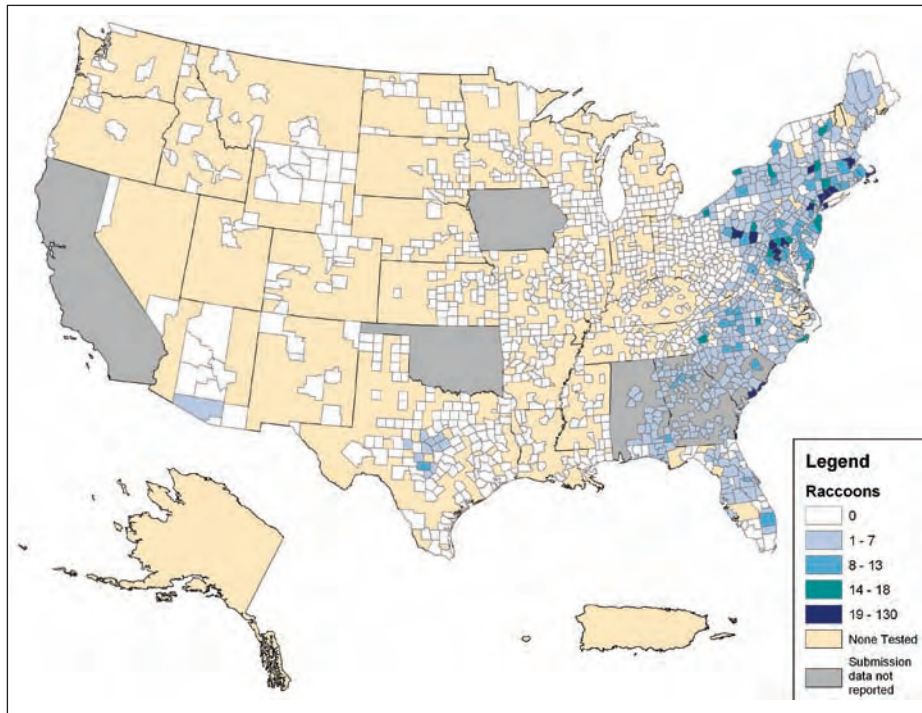 Legend
Raccoons
0
1 - 7
8 - 13
14 - 18
19 - 130
None Tested
Submission
data not
reported